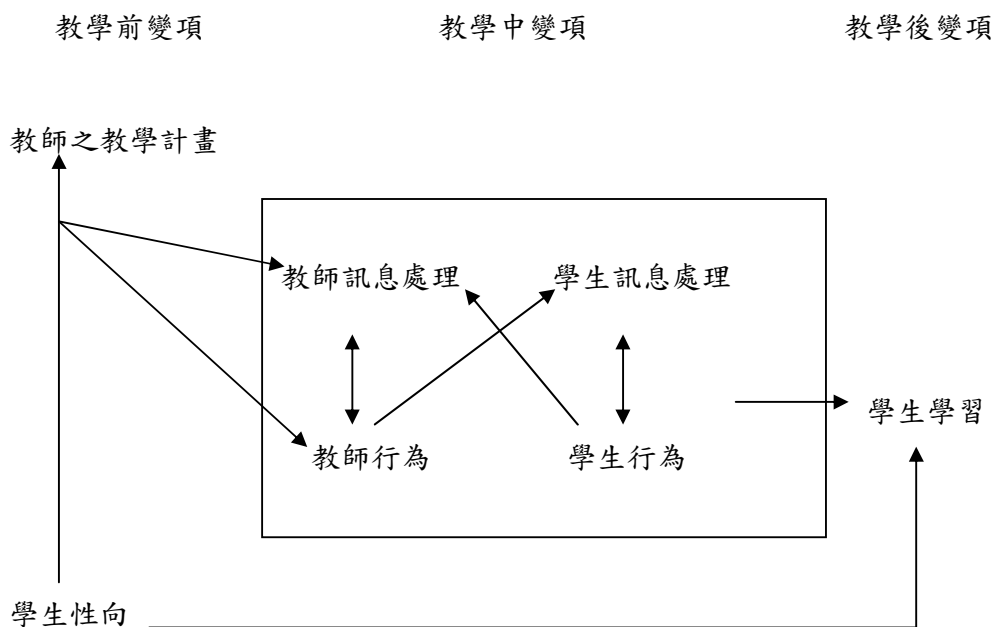 教學前變項 教學中變項 教學後變項
教師之教學計畫
教師訊息處理 學生訊息處理
學生學習
教師行為 學生行為
學生性向